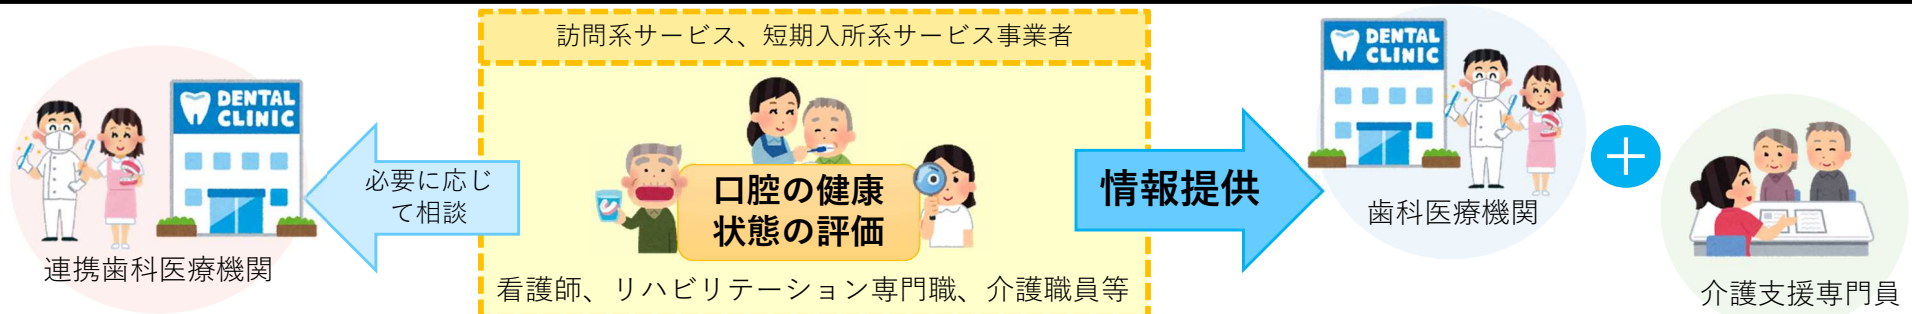 訪問系サービス、短期入所系サービス事業者
DENTAL
CLINIC
連携歯科医療機関
必要に応じ
て相談
口腔の健康
状態の評価
看護師、リハビリテーション専門職、介護職員等
情報提供
DENTAL
CLINIC
歯科医療機関
＋
介護支援専門員